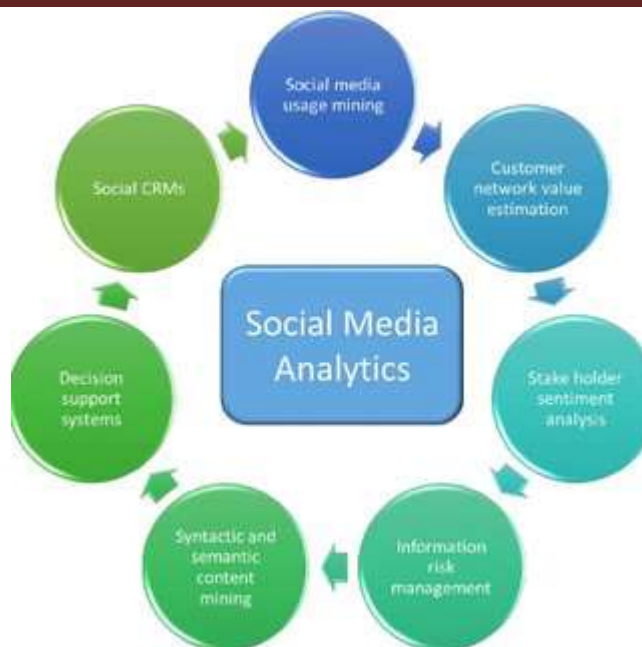 Social media
usage mining
Customer
network value
estimation
Stake holder
sentiment
analysis
Information
risk
management
Syntactic and
semantic
content
mining
Decision
support
systems
Social CRMs
Social Media
Analytics